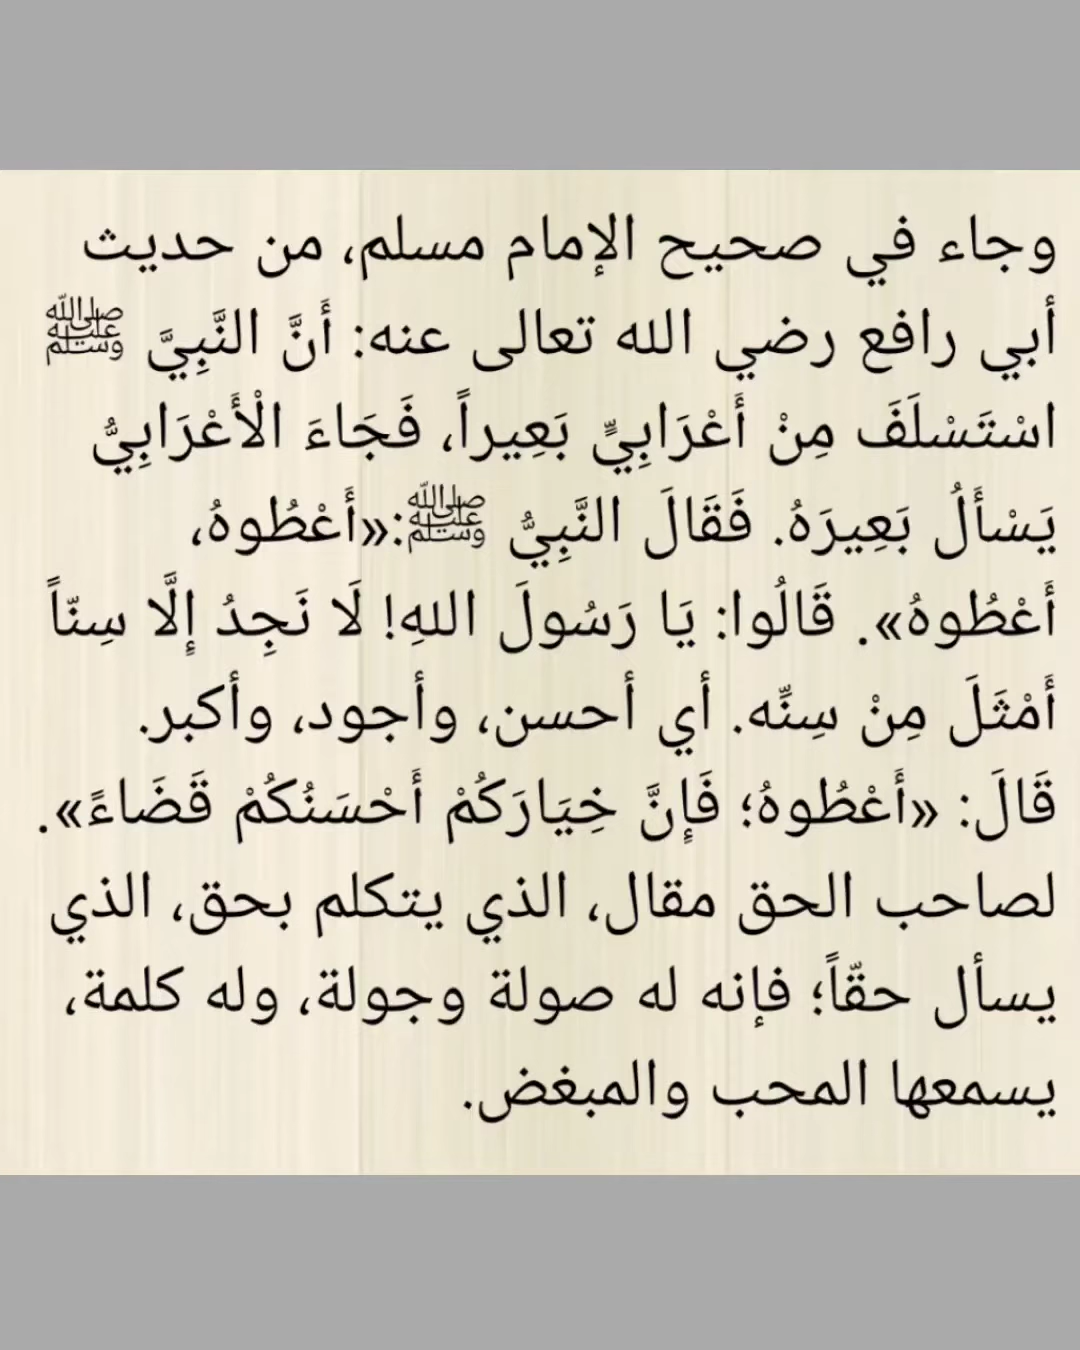 وجاء في صحيح الإمام مسلم، من حديث
أبي رافع رضي الله تعالى عنه: أَنَّ النَّبِيَّ ﷺ
اسْتَسْلَفَ مِنْ أَعْرَابِيٍّ بَعِيراً، فَجَاءَ الْأَعْرَابِيُّ
يَسْأَلُ بَعِيرَهُ. فَقَالَ النَّبِيُّ ﷺ:«أَعْطُوهُ،
أَعْطُوهُ». قَالُوا: يَا رَسُولَ اللهِ! لَا نَجِدُ إِلَّا سِنّاً
أَمْثَلَ مِنْ سِنِّه. أي أحسن، وأجود، وأكبر.
قَالَ: «أَعْطُوهُ؛ فَإِنَّ خِيَارَكُمْ أَحْسَنُكُمْ قَضَاءً».
لصاحب الحق مقال، الذي يتكلم بحق، الذي
يسأل حقّاً؛ فإنه له صولة وجولة، وله كلمة،
يسمعها المحب والمبغض.